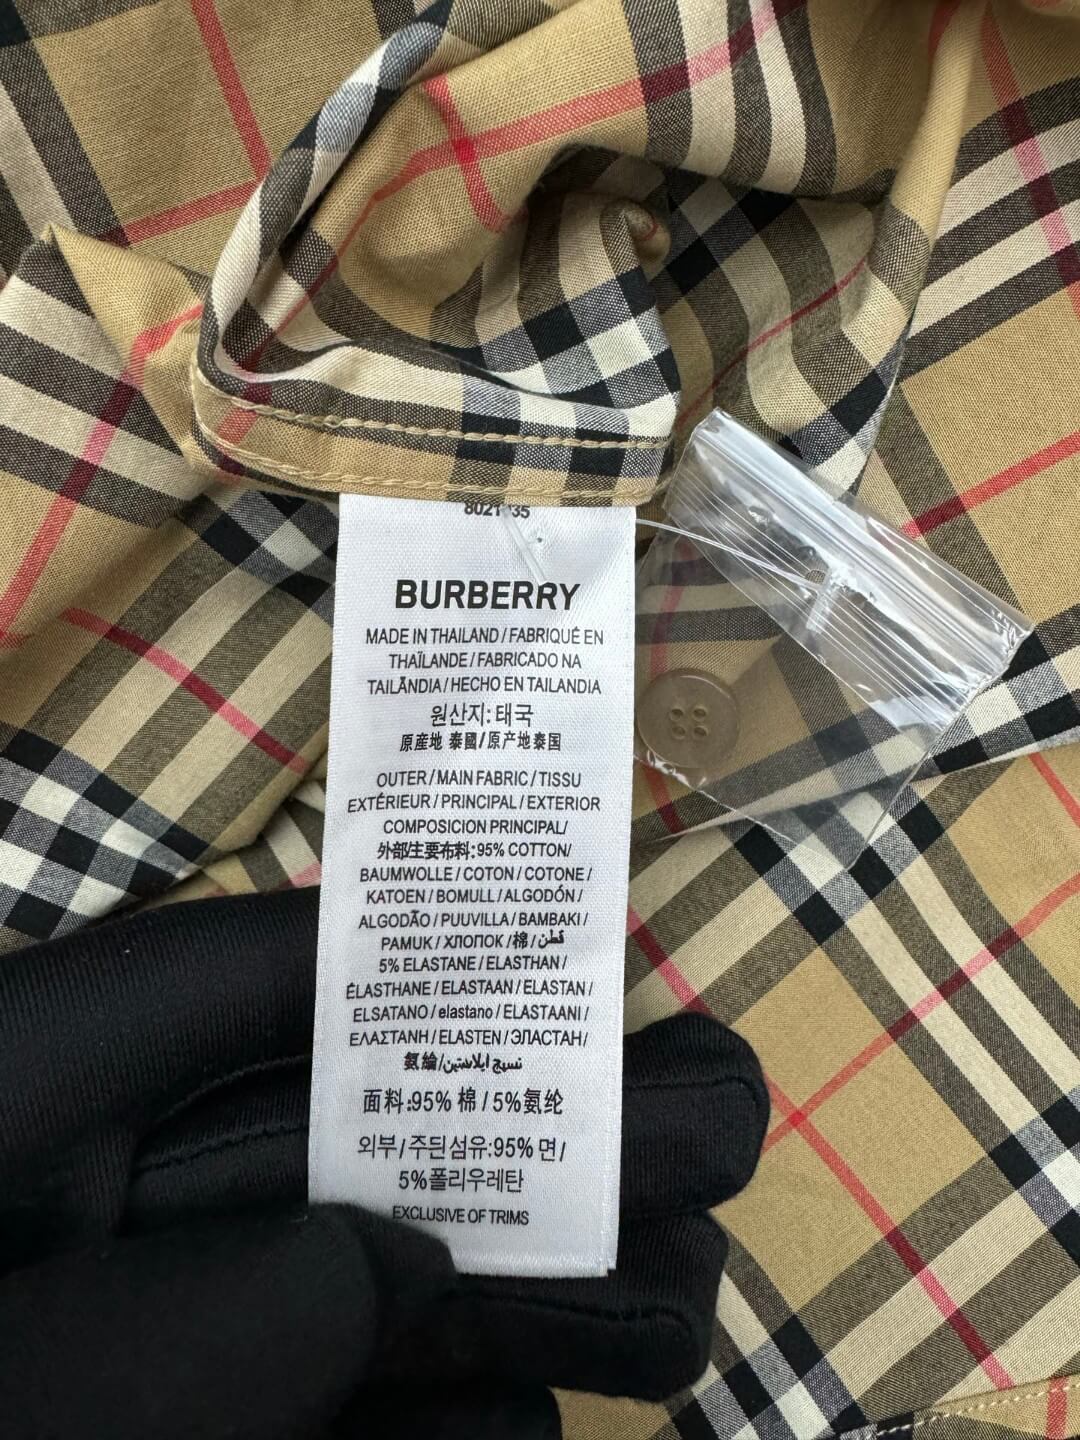 BURBERRY
MADE IN THAILAND / FABRIQUÉ EN
THAÏLANDE / FABRICADO NA
TAILÂNDIA / HECHO EN TAILANDIA
원산지: 태국
原産地 泰國/原产地泰国
OUTER / MAIN FABRIC / TISSU
EXTÉRIEUR / PRINCIPAL / EXTERIOR
COMPOSICION PRINCIPAL/
外部/主要布料: 95% COTTON/
BAUMWOLLE / COTON / COTONE /
KATOEN / BOMULL / ALGODÓN /
ALGODÃO / PUUVILLA / BAMBAKI /
PAMUK / ХЛОПОК / 棉 / قطن /
5% ELASTANE / ELASTHAN /
ÉLASTHANE / ELASTAAN / ELASTAN /
ELSATANO / elastano / ELASTAANI /
ΕΛΑΣΤΑΝΗ / ELASTEN / ЭЛАСТАН /
氨綸/نسيج ايلاستين
面料:95% 棉 / 5%氨纶
외부/주된섬유:95% 면/
5%폴리우레탄
EXCLUSIVE OF TRIMS